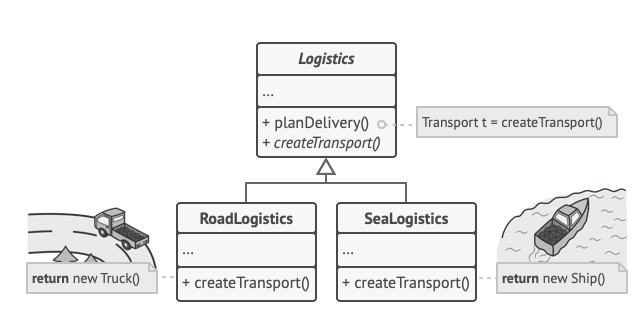 Logistics
...
+ planDelivery()
+ createTransport()
Transport t = createTransport()
RoadLogistics
...
+ createTransport()
SeaLogistics
...
+ createTransport()
return new Truck()
return new Ship()